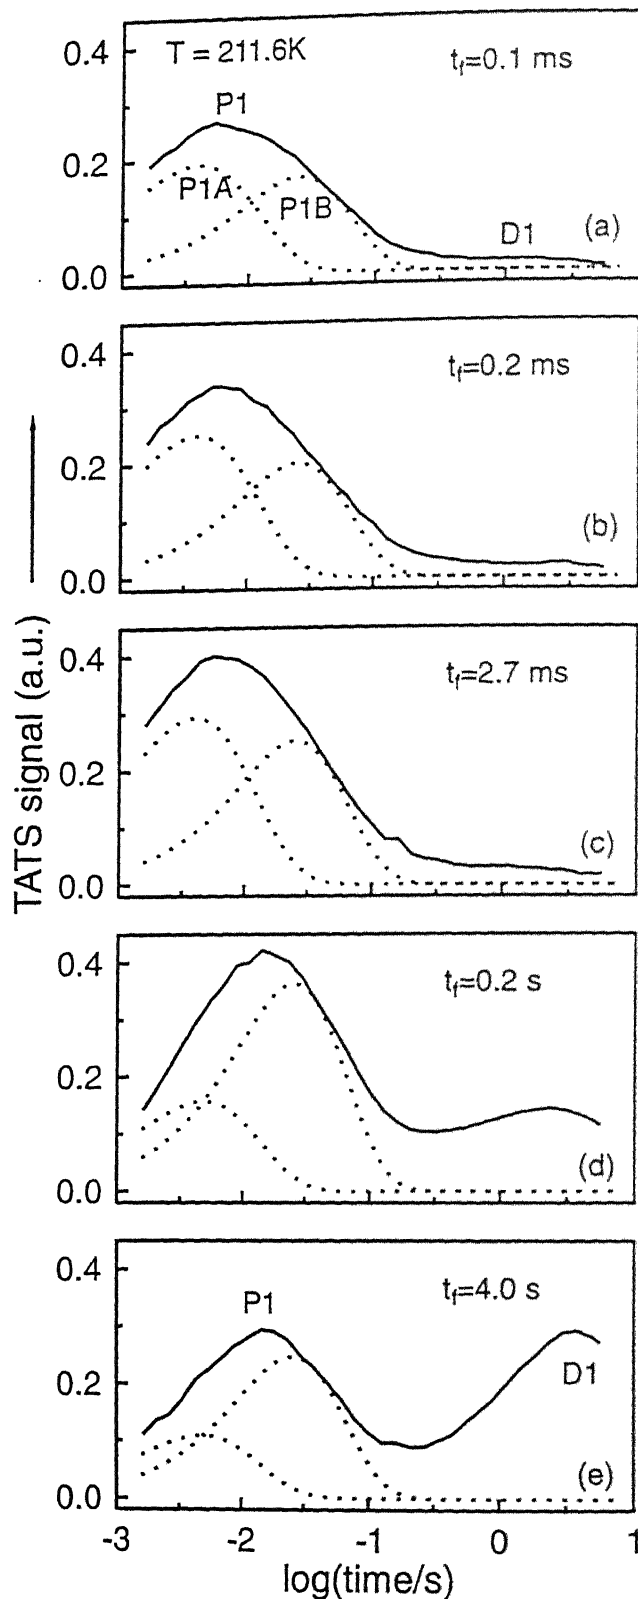 0.4
T = 211.6K
t_f=0.1 ms
P1
0.2
P1A
P1B
D1
(a)
0.0
0.4
t_f=0.2 ms
0.2
(b)
0.0
0.4
t_f=2.7 ms
0.2
(c)
0.0
0.4
t_f=0.2 s
0.2
(d)
0.0
0.4
t_f=4.0 s
P1
0.2
D1
(e)
0.0
-3 -2 -1 0 1
log(time/s)
TATS signal (a.u.)